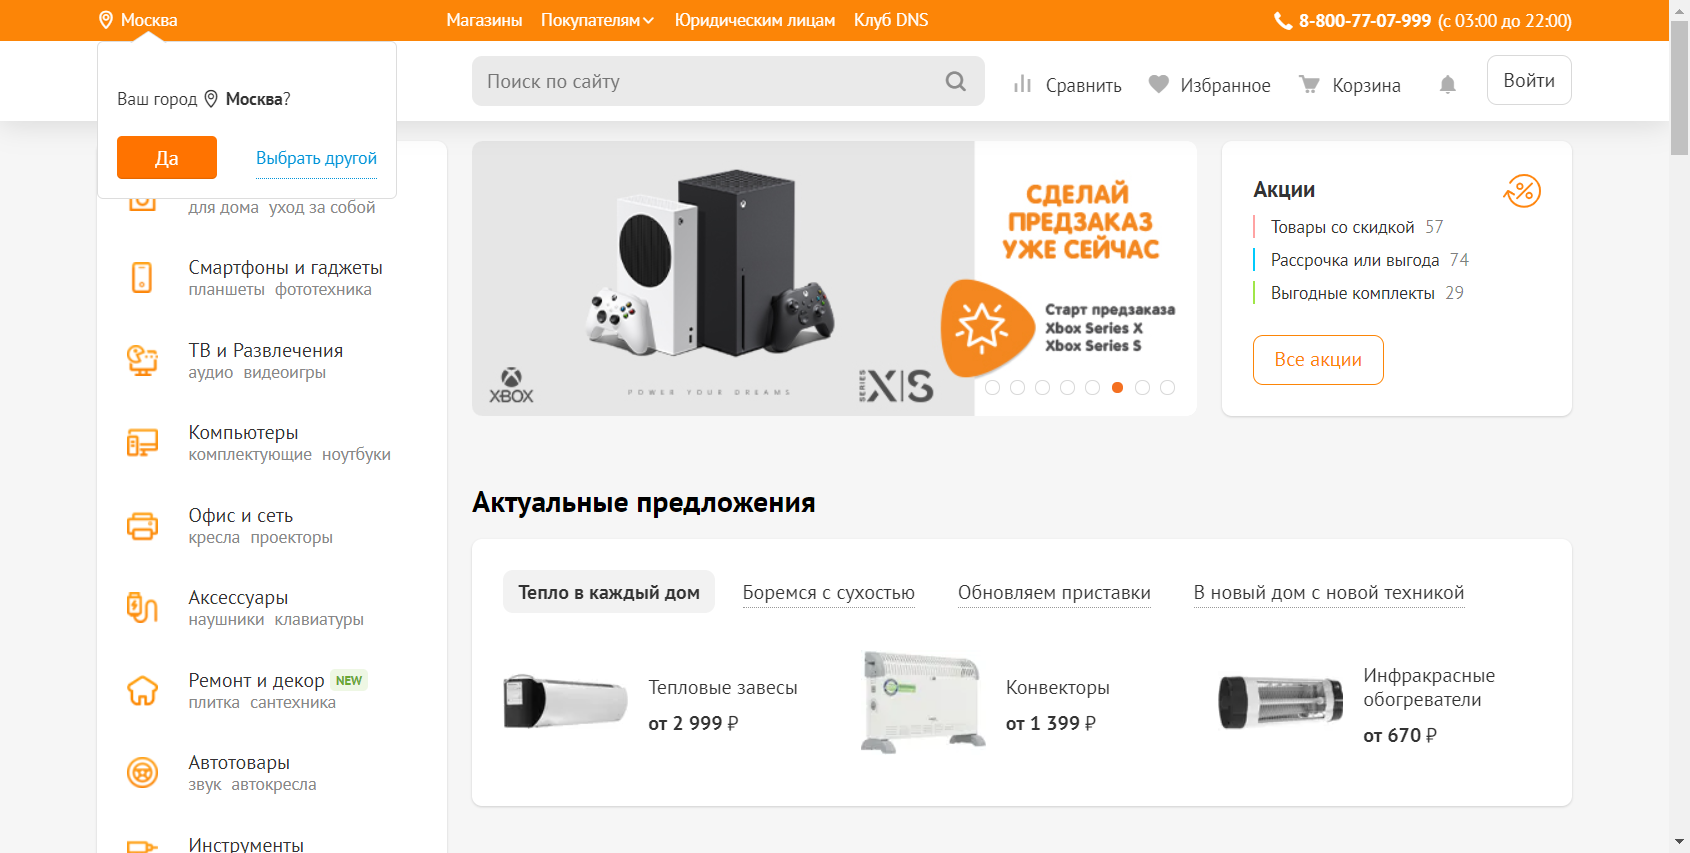 Москва
Магазины Покупателям Юридическим лицам Клуб DNS
8-800-77-07-999 (с 03:00 до 22:00)
Ваш город Москва?
Да
Выбрать другой
Поиск по сайту
Сравнить
Избранное
Корзина
Войти
для дома уход за собой
Смартфоны и гаджеты
планшеты фототехника
ТВ и Развлечения
аудио видеоигры
Компьютеры
комплектующие ноутбуки
Офис и сеть
кресла проекторы
Аксессуары
наушники клавиатуры
Ремонт и декор NEW
плитка сантехника
Автотовары
звук автокресла
Инструменты
СДЕЛАЙ
ПРЕДЗАКАЗ
УЖЕ СЕЙЧАС
Старт предзаказа
Xbox Series X
Xbox Series S
XBOX
POWER YOUR DREAMS
SERIES X|S
Акции
Товары со скидкой 57
Рассрочка или выгода 74
Выгодные комплекты 29
Все акции
Актуальные предложения
Тепло в каждый дом
Боремся с сухостью
Обновляем приставки
В новый дом с новой техникой
Тепловые завесы
от 2 999 ₽
Конвекторы
от 1 399 ₽
Инфракрасные
обогреватели
от 670 ₽